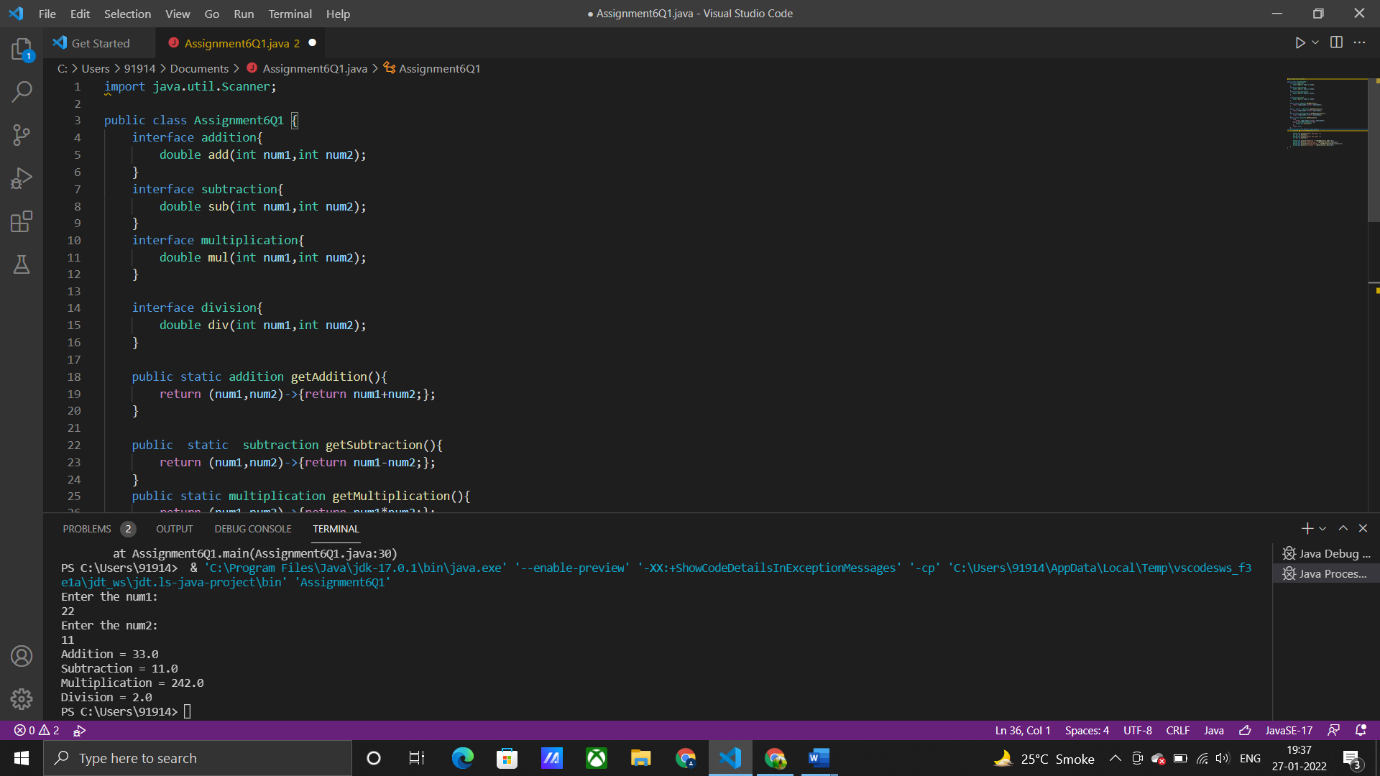 File Edit Selection View Go Run Terminal Help
● Assignment6Q1.java - Visual Studio Code
Get Started
Assignment6Q1.java 2 ●
C: > Users > 91914 > Documents > Assignment6Q1.java > Assignment6Q1
1 import java.util.Scanner;
2
3 public class Assignment6Q1 {
4 interface addition{
5 double add(int num1,int num2);
6 }
7 interface subtraction{
8 double sub(int num1,int num2);
9 }
10 interface multiplication{
11 double mul(int num1,int num2);
12 }
13
14 interface division{
15 double div(int num1,int num2);
16 }
17
18 public static addition getAddition(){
19 return (num1,num2)->{return num1+num2;};
20 }
21
22 public static subtraction getSubtraction(){
23 return (num1,num2)->{return num1-num2;};
24 }
25 public static multiplication getMultiplication(){
26 return (num1,num2)->{return num1*num2;};
PROBLEMS 2 OUTPUT DEBUG CONSOLE TERMINAL
at Assignment6Q1.main(Assignment6Q1.java:30)
PS C:\Users\91914> & 'C:\Program Files\Java\jdk-17.0.1\bin\java.exe' '--enable-preview' '-XX:+ShowCodeDetailsInExceptionMessages' '-cp' 'C:\Users\91914\AppData\Local\Temp\vscodesws_f3
e1a\jdt_ws\jdt.ls-java-project\bin' 'Assignment6Q1'
Enter the num1:
22
Enter the num2:
11
Addition = 33.0
Subtraction = 11.0
Multiplication = 242.0
Division = 2.0
PS C:\Users\91914>
Java Debug ...
Java Proces...
0 2
Ln 36, Col 1 Spaces: 4 UTF-8 CRLF Java JavaSE-17
Type here to search
25°C Smoke
ENG
19:37
27-01-2022
3